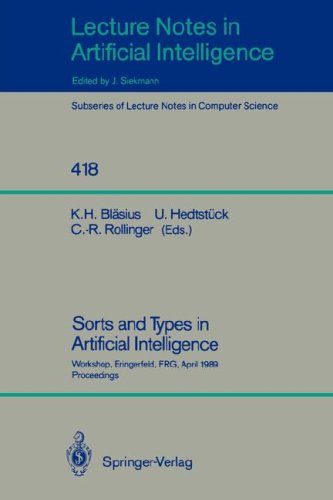 Lecture Notes in
Artificial Intelligence
Edited by J. Siekmann
Subseries of Lecture Notes in Computer Science
418
K.H. Bläsius U. Hedtstück
C.-R. Rollinger (Eds.)
Sorts and Types in
Artificial Intelligence
Workshop, Eringerfeld, FRG, April 1989
Proceedings
Springer-Verlag